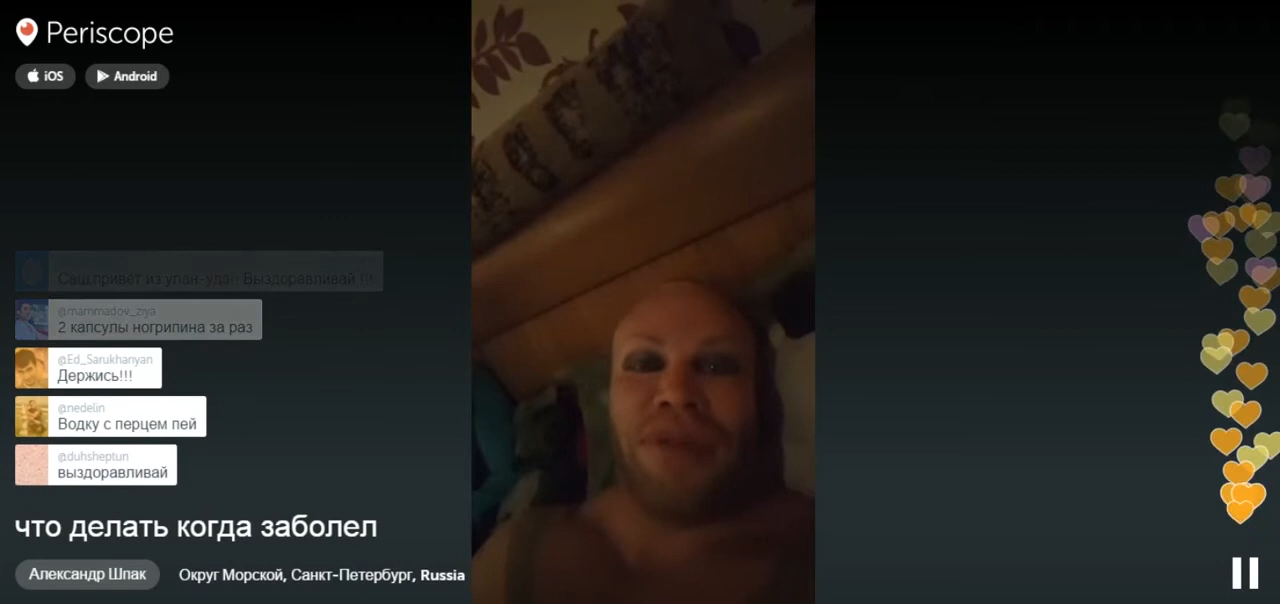 Periscope
iOS
Android
Саш привет из улан-удэ!! Выздоравливай !!!
@mammadov_ziya
2 капсулы ногрипина за раз
@Ed_Sarukhanyan
Держись!!!
@nedelin
Водку с перцем пей
@duhsheptun
выздоравливай
что делать когда заболел
Александр Шпак
Округ Морской, Санкт-Петербург, Russia